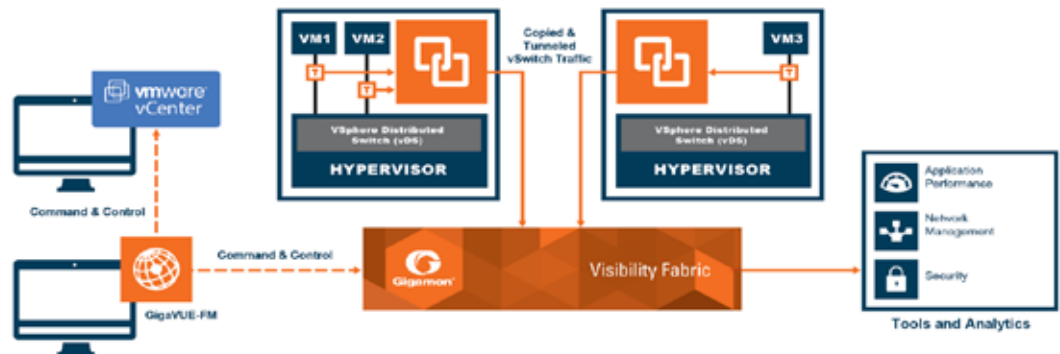 VM1
VM2
Copied &
Tunneled
vSwitch Traffic
VM3
T
T
T
vmware
vCenter
VSphere Distributed
Switch (vDS)
HYPERVISOR
VSphere Distributed
Switch (vDS)
HYPERVISOR
Command & Control
Application
Performance
Network
Management
Security
Tools and Analytics
Command & Control
GigaVUE-FM
G
Gigamon®
Visibility Fabric